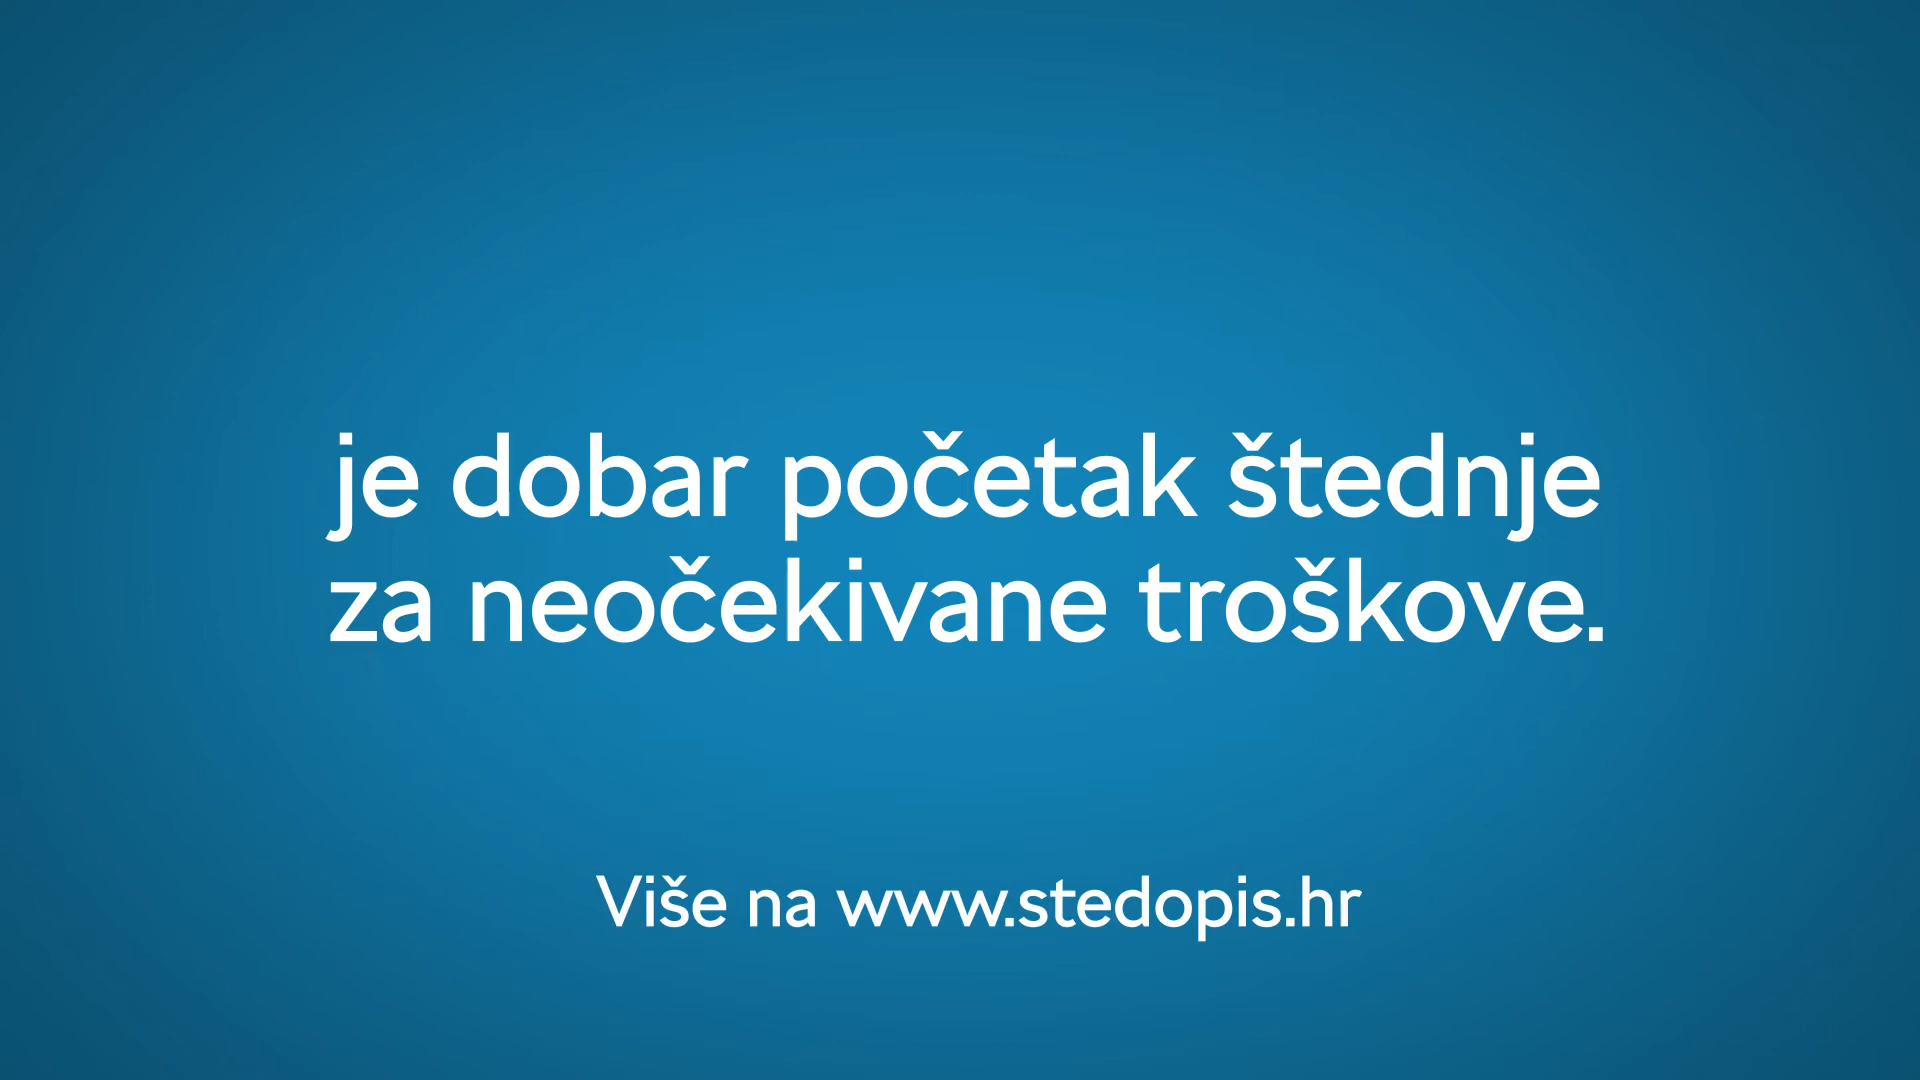 je dobar početak štednje
za neočekivane troškove.
Više na www.stedopis.hr